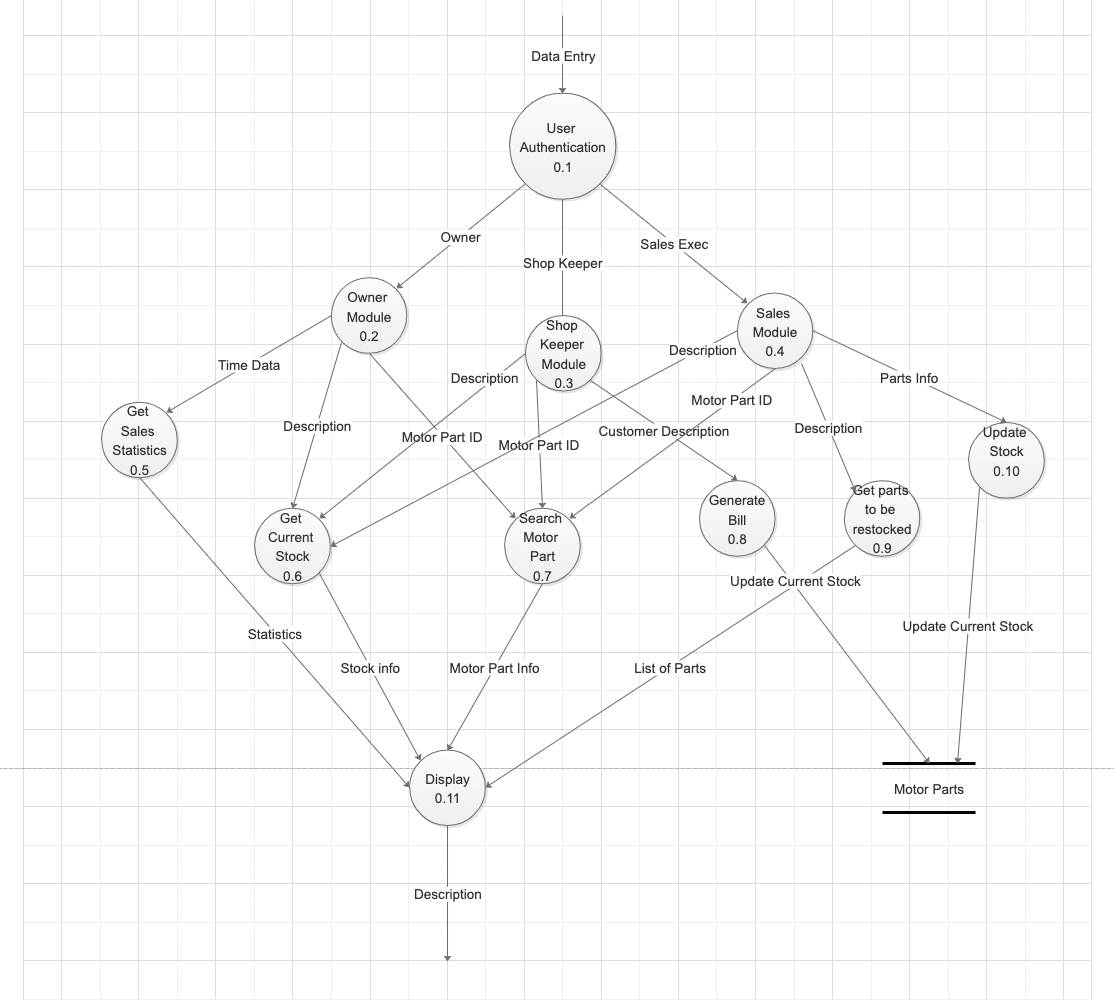 Data Entry
User
Authentication
0.1
Owner
Sales Exec
Shop Keeper
Owner
Module
0.2
Sales
Module
0.4
Shop
Keeper
Module
0.3
Time Data
Description
Description
Parts Info
Motor Part ID
Description
Motor Part ID
Motor Part ID
Customer Description
Description
Get
Sales
Statistics
0.5
Update
Stock
0.10
Get
Current
Stock
0.6
Search
Motor
Part
0.7
Generate
Bill
0.8
Get parts
to be
restocked
0.9
Update Current Stock
Statistics
Update Current Stock
Stock info
Motor Part Info
List of Parts
Display
0.11
Motor Parts
Description